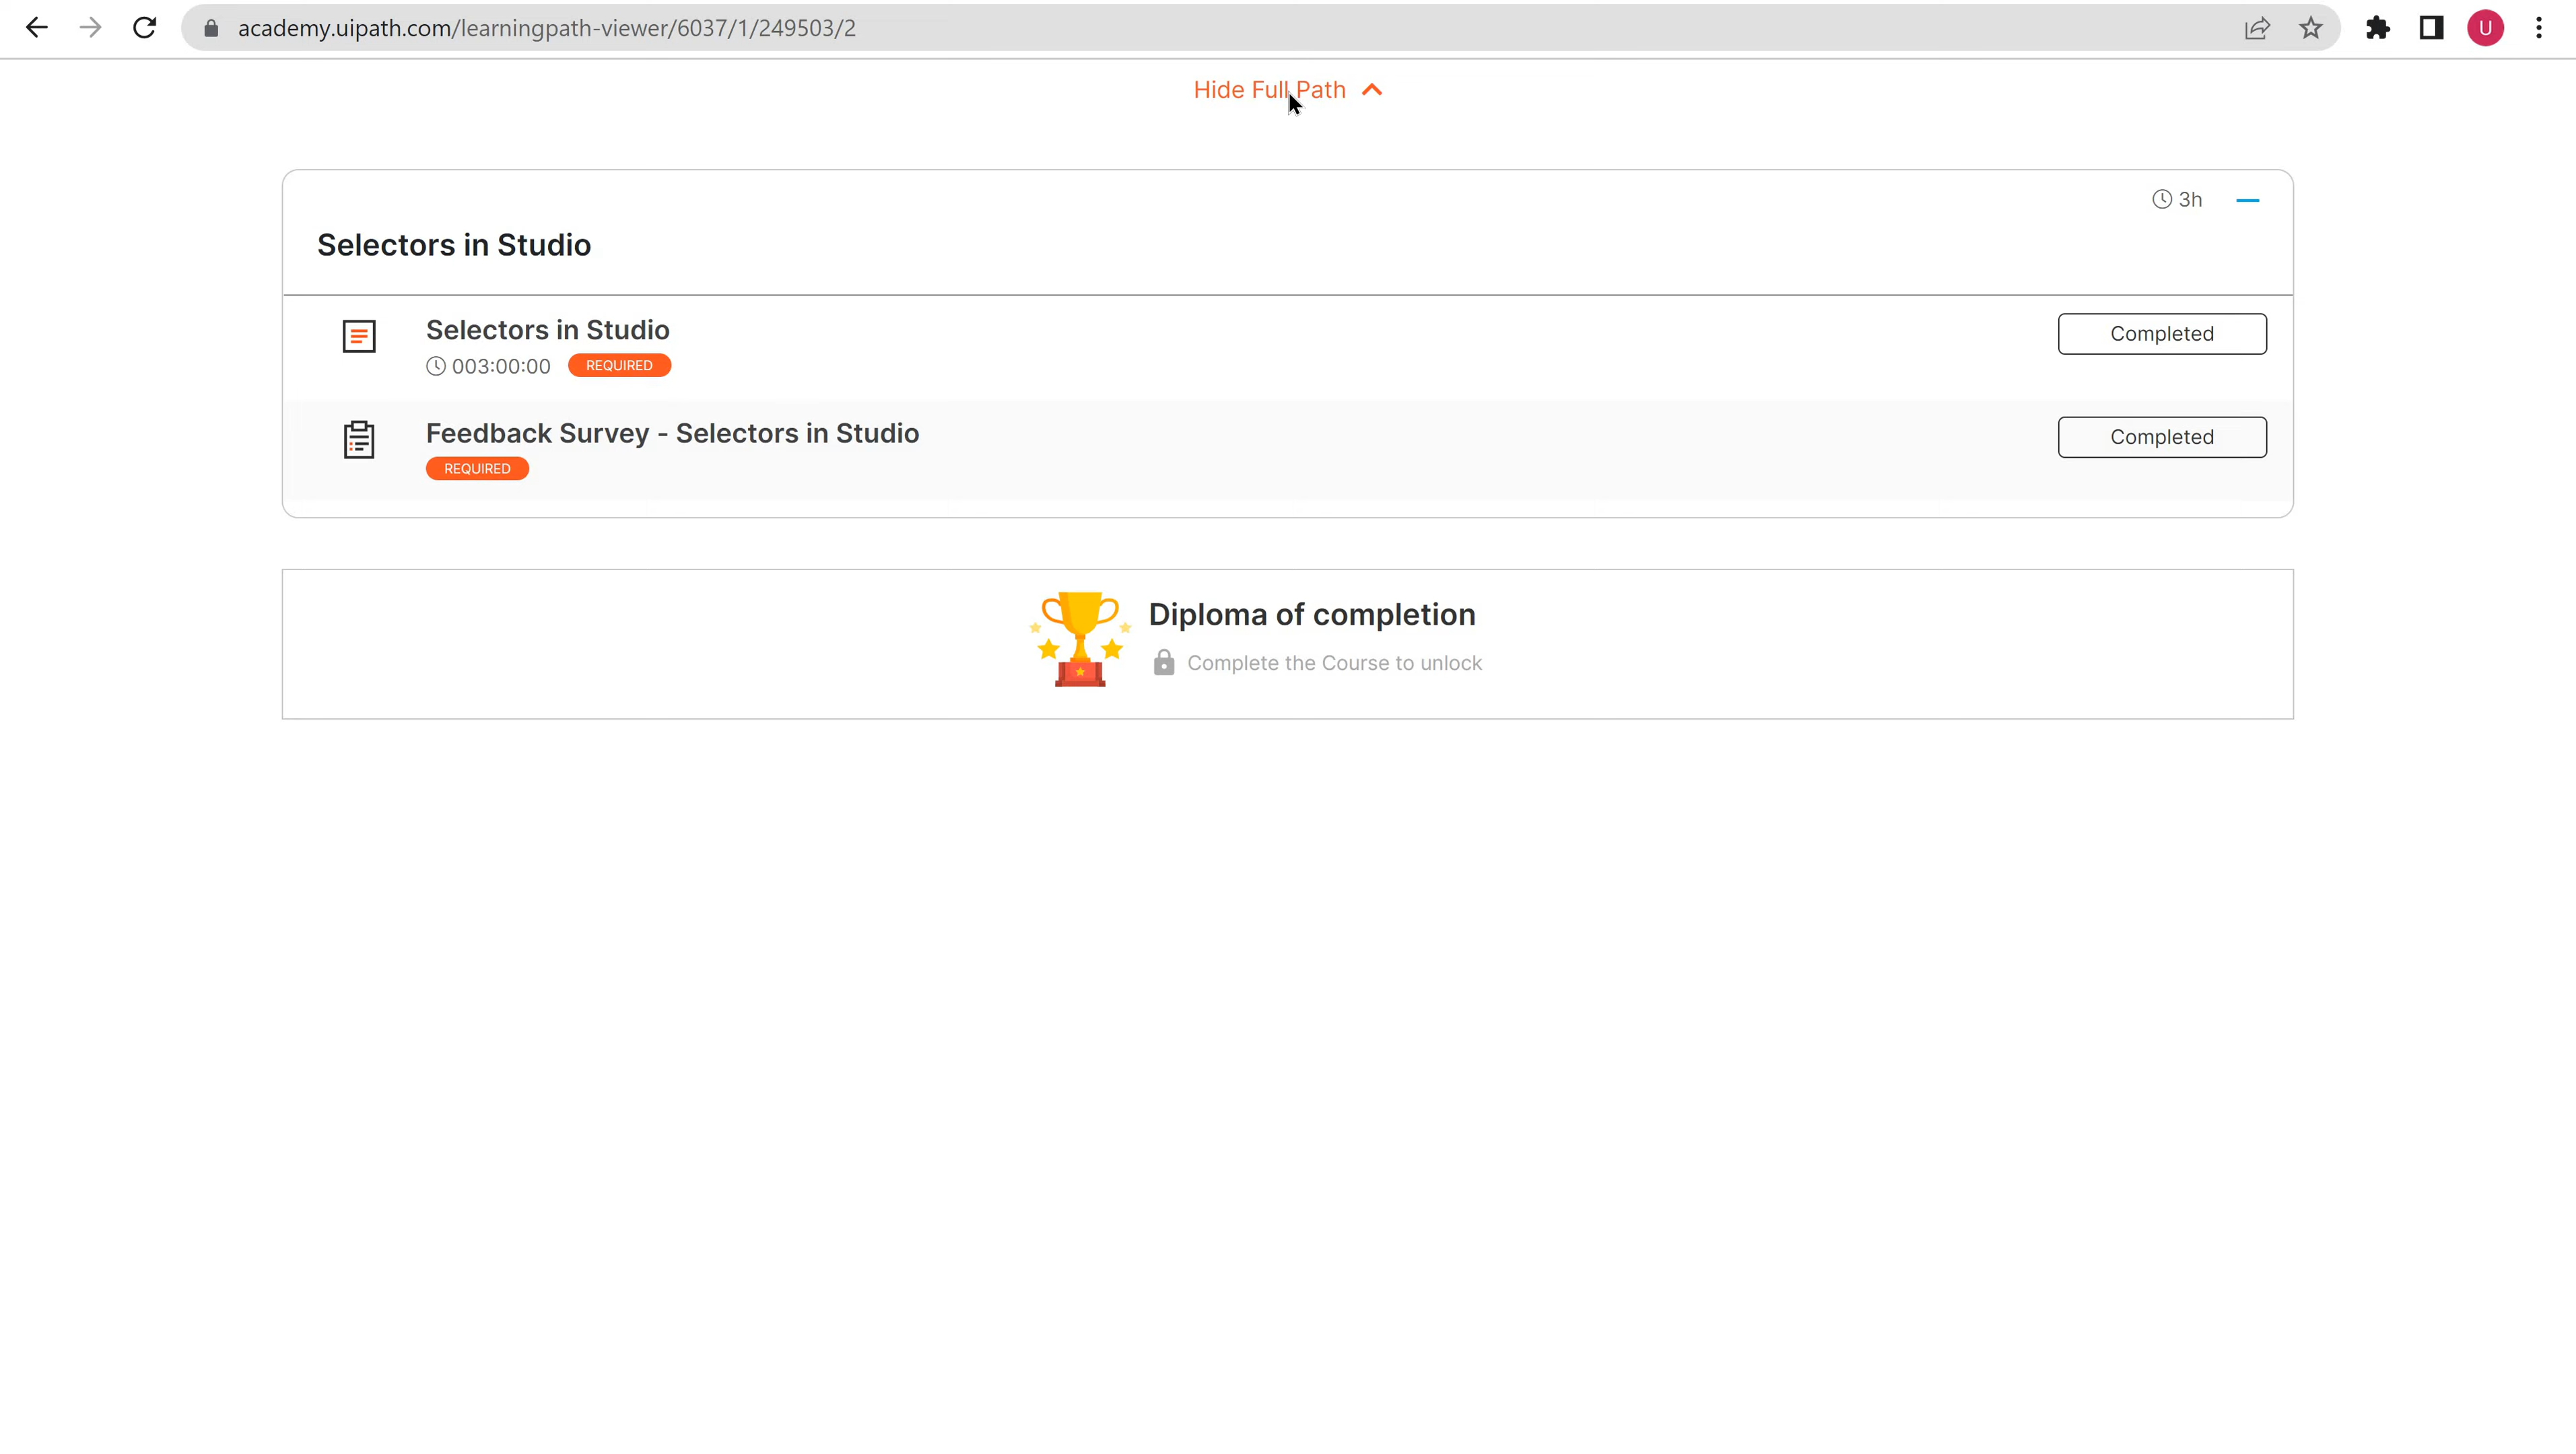 academy.uipath.com/learningpath-viewer/6037/1/249503/2
U
Hide Full Path
3h
Selectors in Studio
Selectors in Studio
Completed
003:00:00 REQUIRED
Feedback Survey - Selectors in Studio
Completed
REQUIRED
Diploma of completion
Complete the Course to unlock